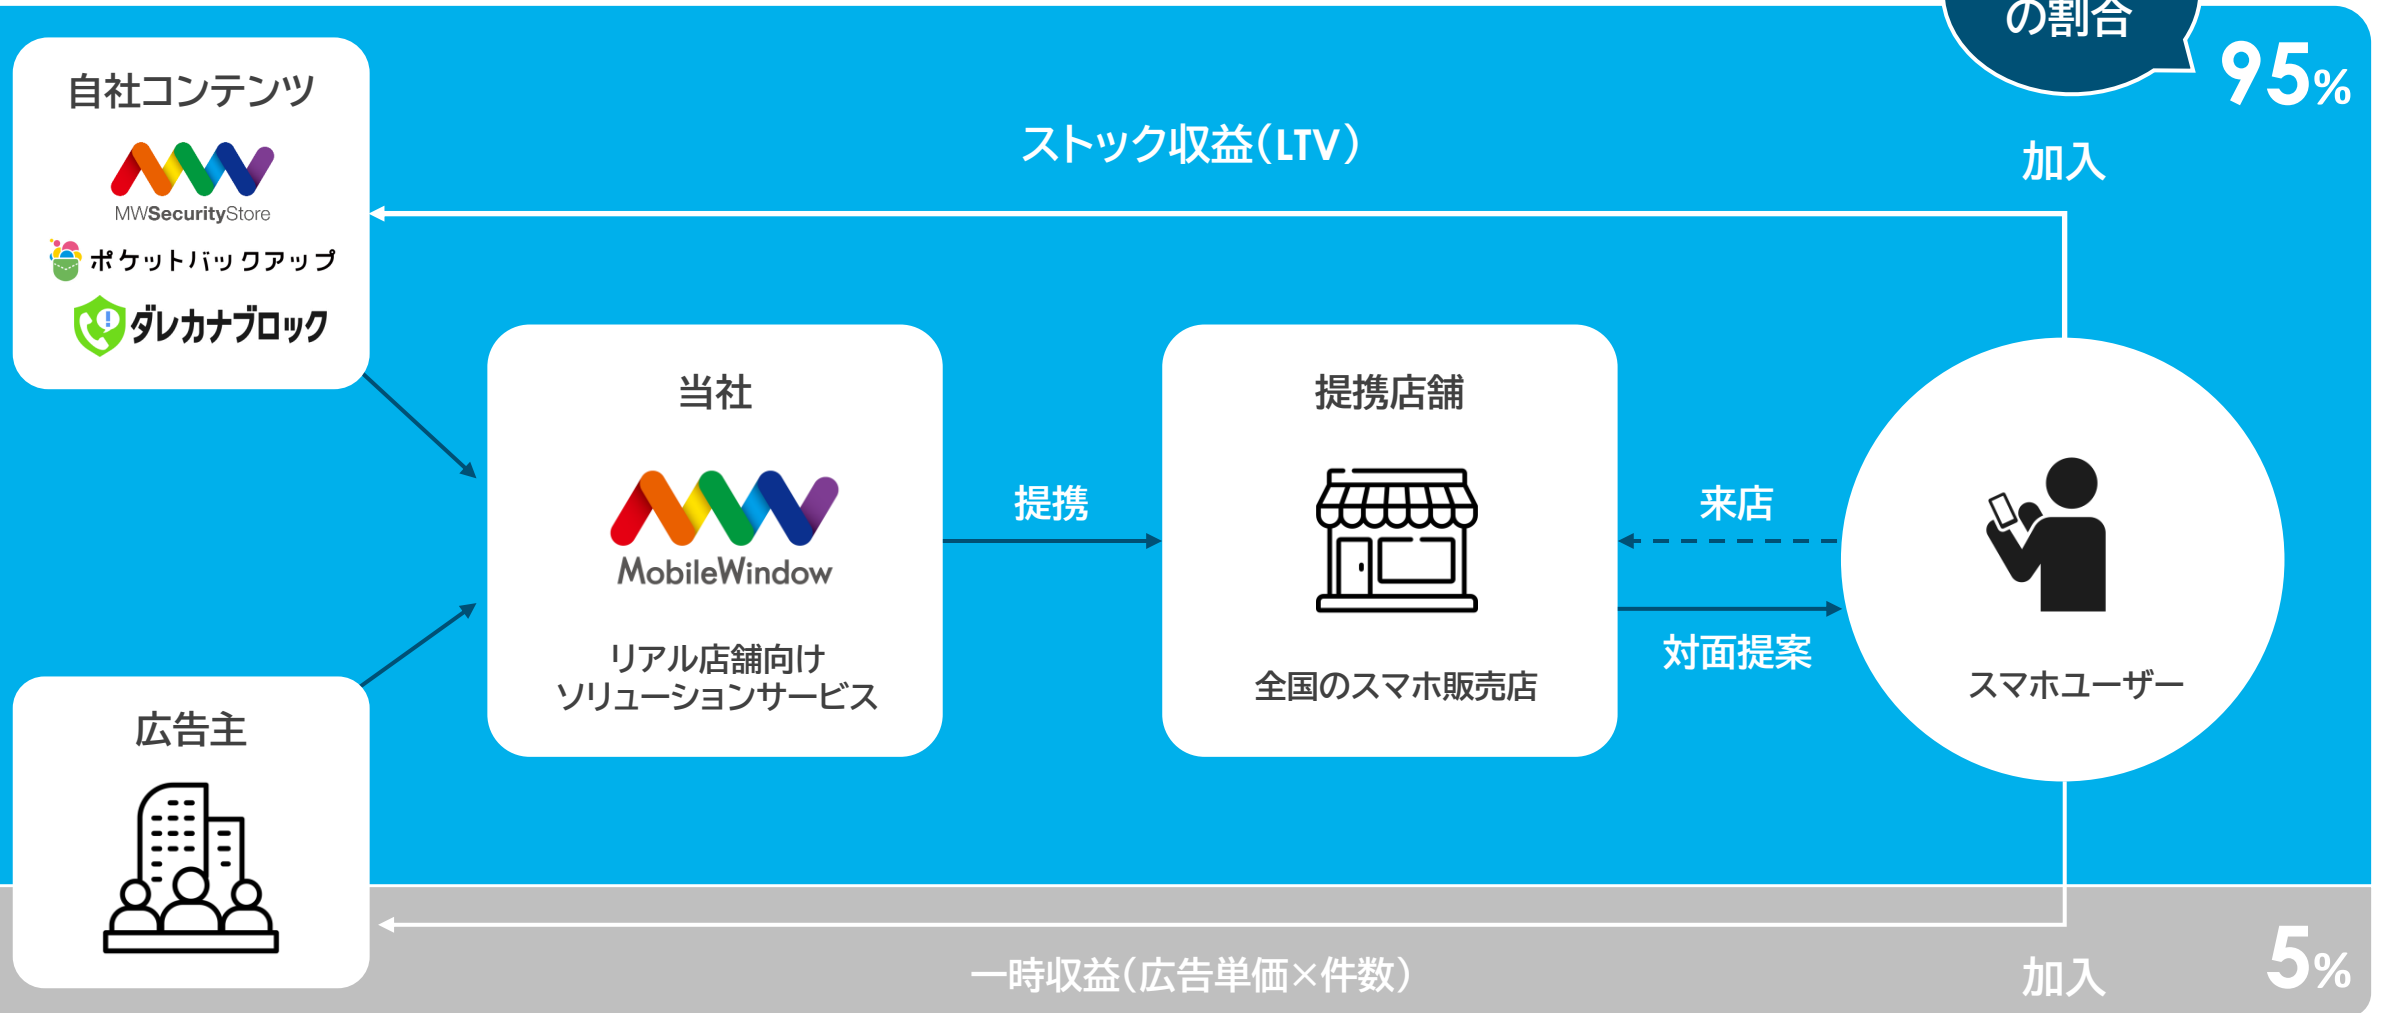 の割合
95%
自社コンテンツ
MWSecurityStore
ポケットバックアップ
ダレカナブロック
ストック収益(LTV)
加入
当社
MobileWindow
リアル店舗向け
ソリューションサービス
提携
提携店舗
全国のスマホ販売店
来店
対面提案
スマホユーザー
広告主
一時収益(広告単価×件数)
加入
5%